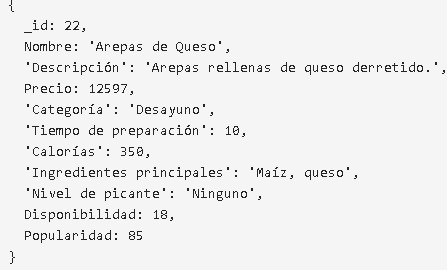 {
  _id: 22,
  Nombre: 'Arepas de Queso',
  'Descripción': 'Arepas rellenas de queso derretido.',
  Precio: 12597,
  'Categoría': 'Desayuno',
  'Tiempo de preparación': 10,
  'Calorías': 350,
  'Ingredientes principales': 'Maíz, queso',
  'Nivel de picante': 'Ninguno',
  Disponibilidad: 18,
  Popularidad: 85
}